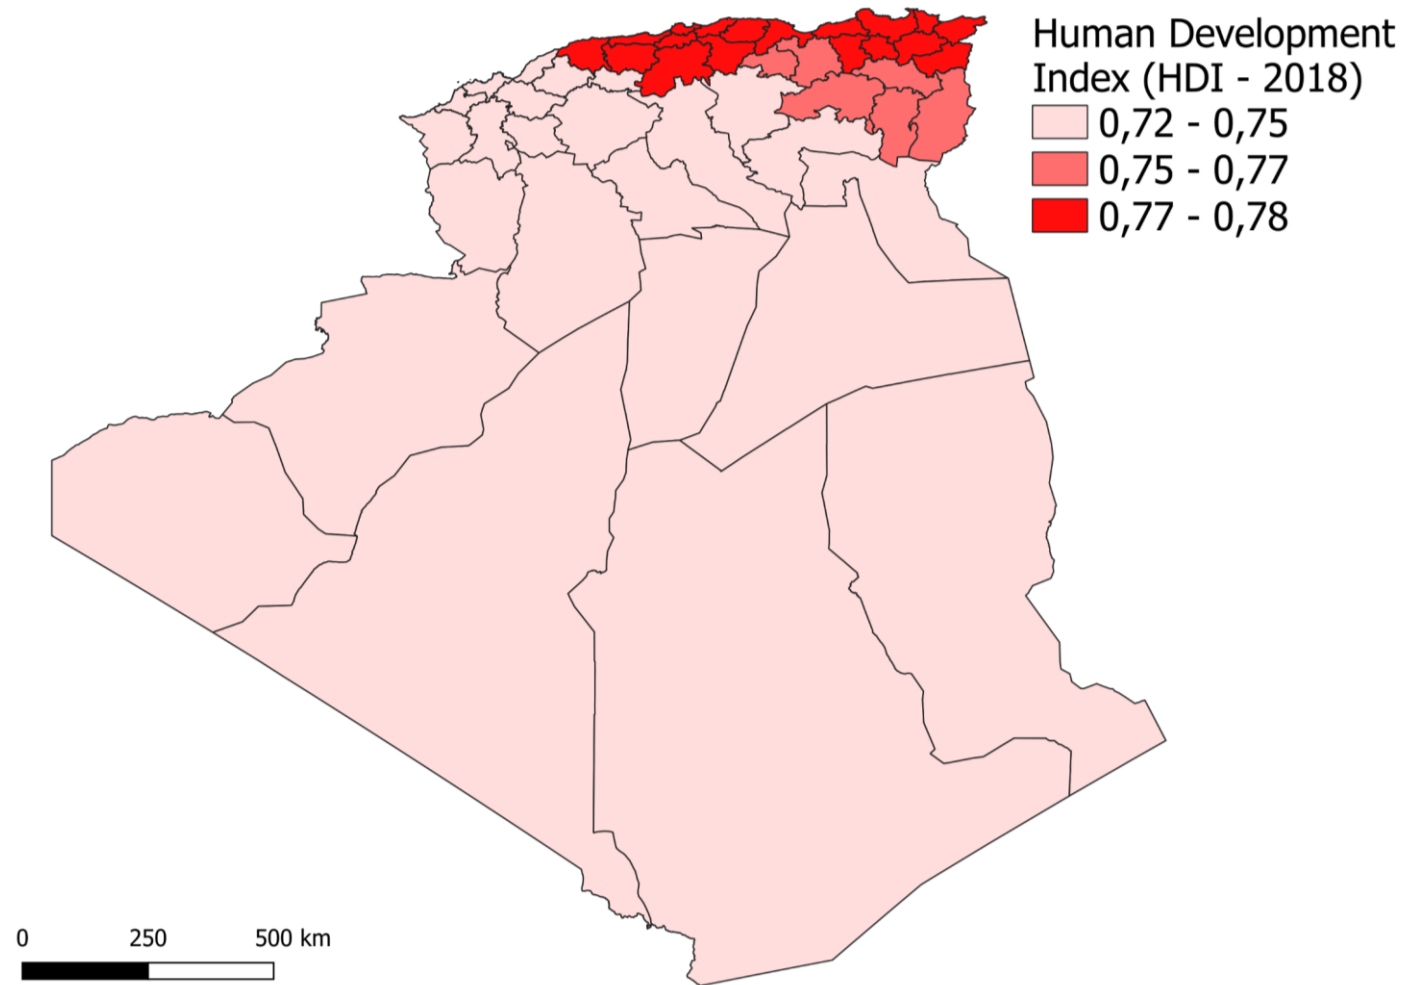 Human Development
Index (HDI - 2018)
0,72 - 0,75
0,75 - 0,77
0,77 - 0,78
0 250 500 km